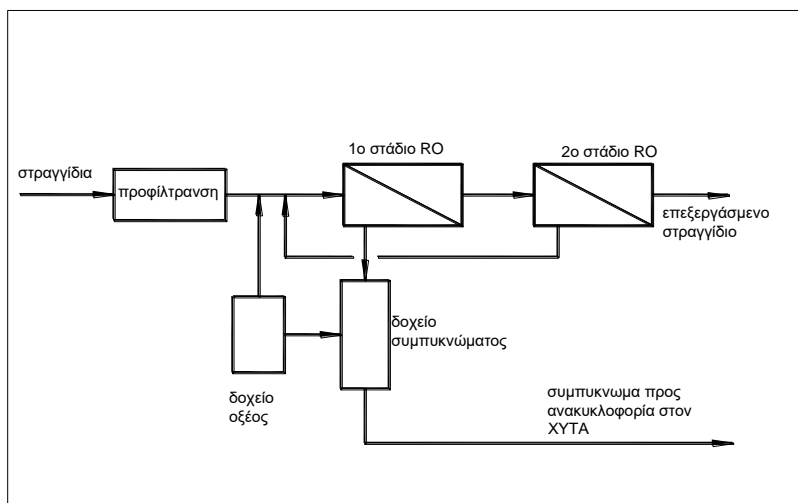 1ο στάδιο RO
2ο στάδιο RO
στραγγίδια
προφίλτρανση
επεξεργάσμενο
στραγγίδιο
δοχείο
συμπυκνώματος
δοχείο
οξέος
συμπυκνωμα προς
ανακυκλοφορία στον
ΧΥΤΑ